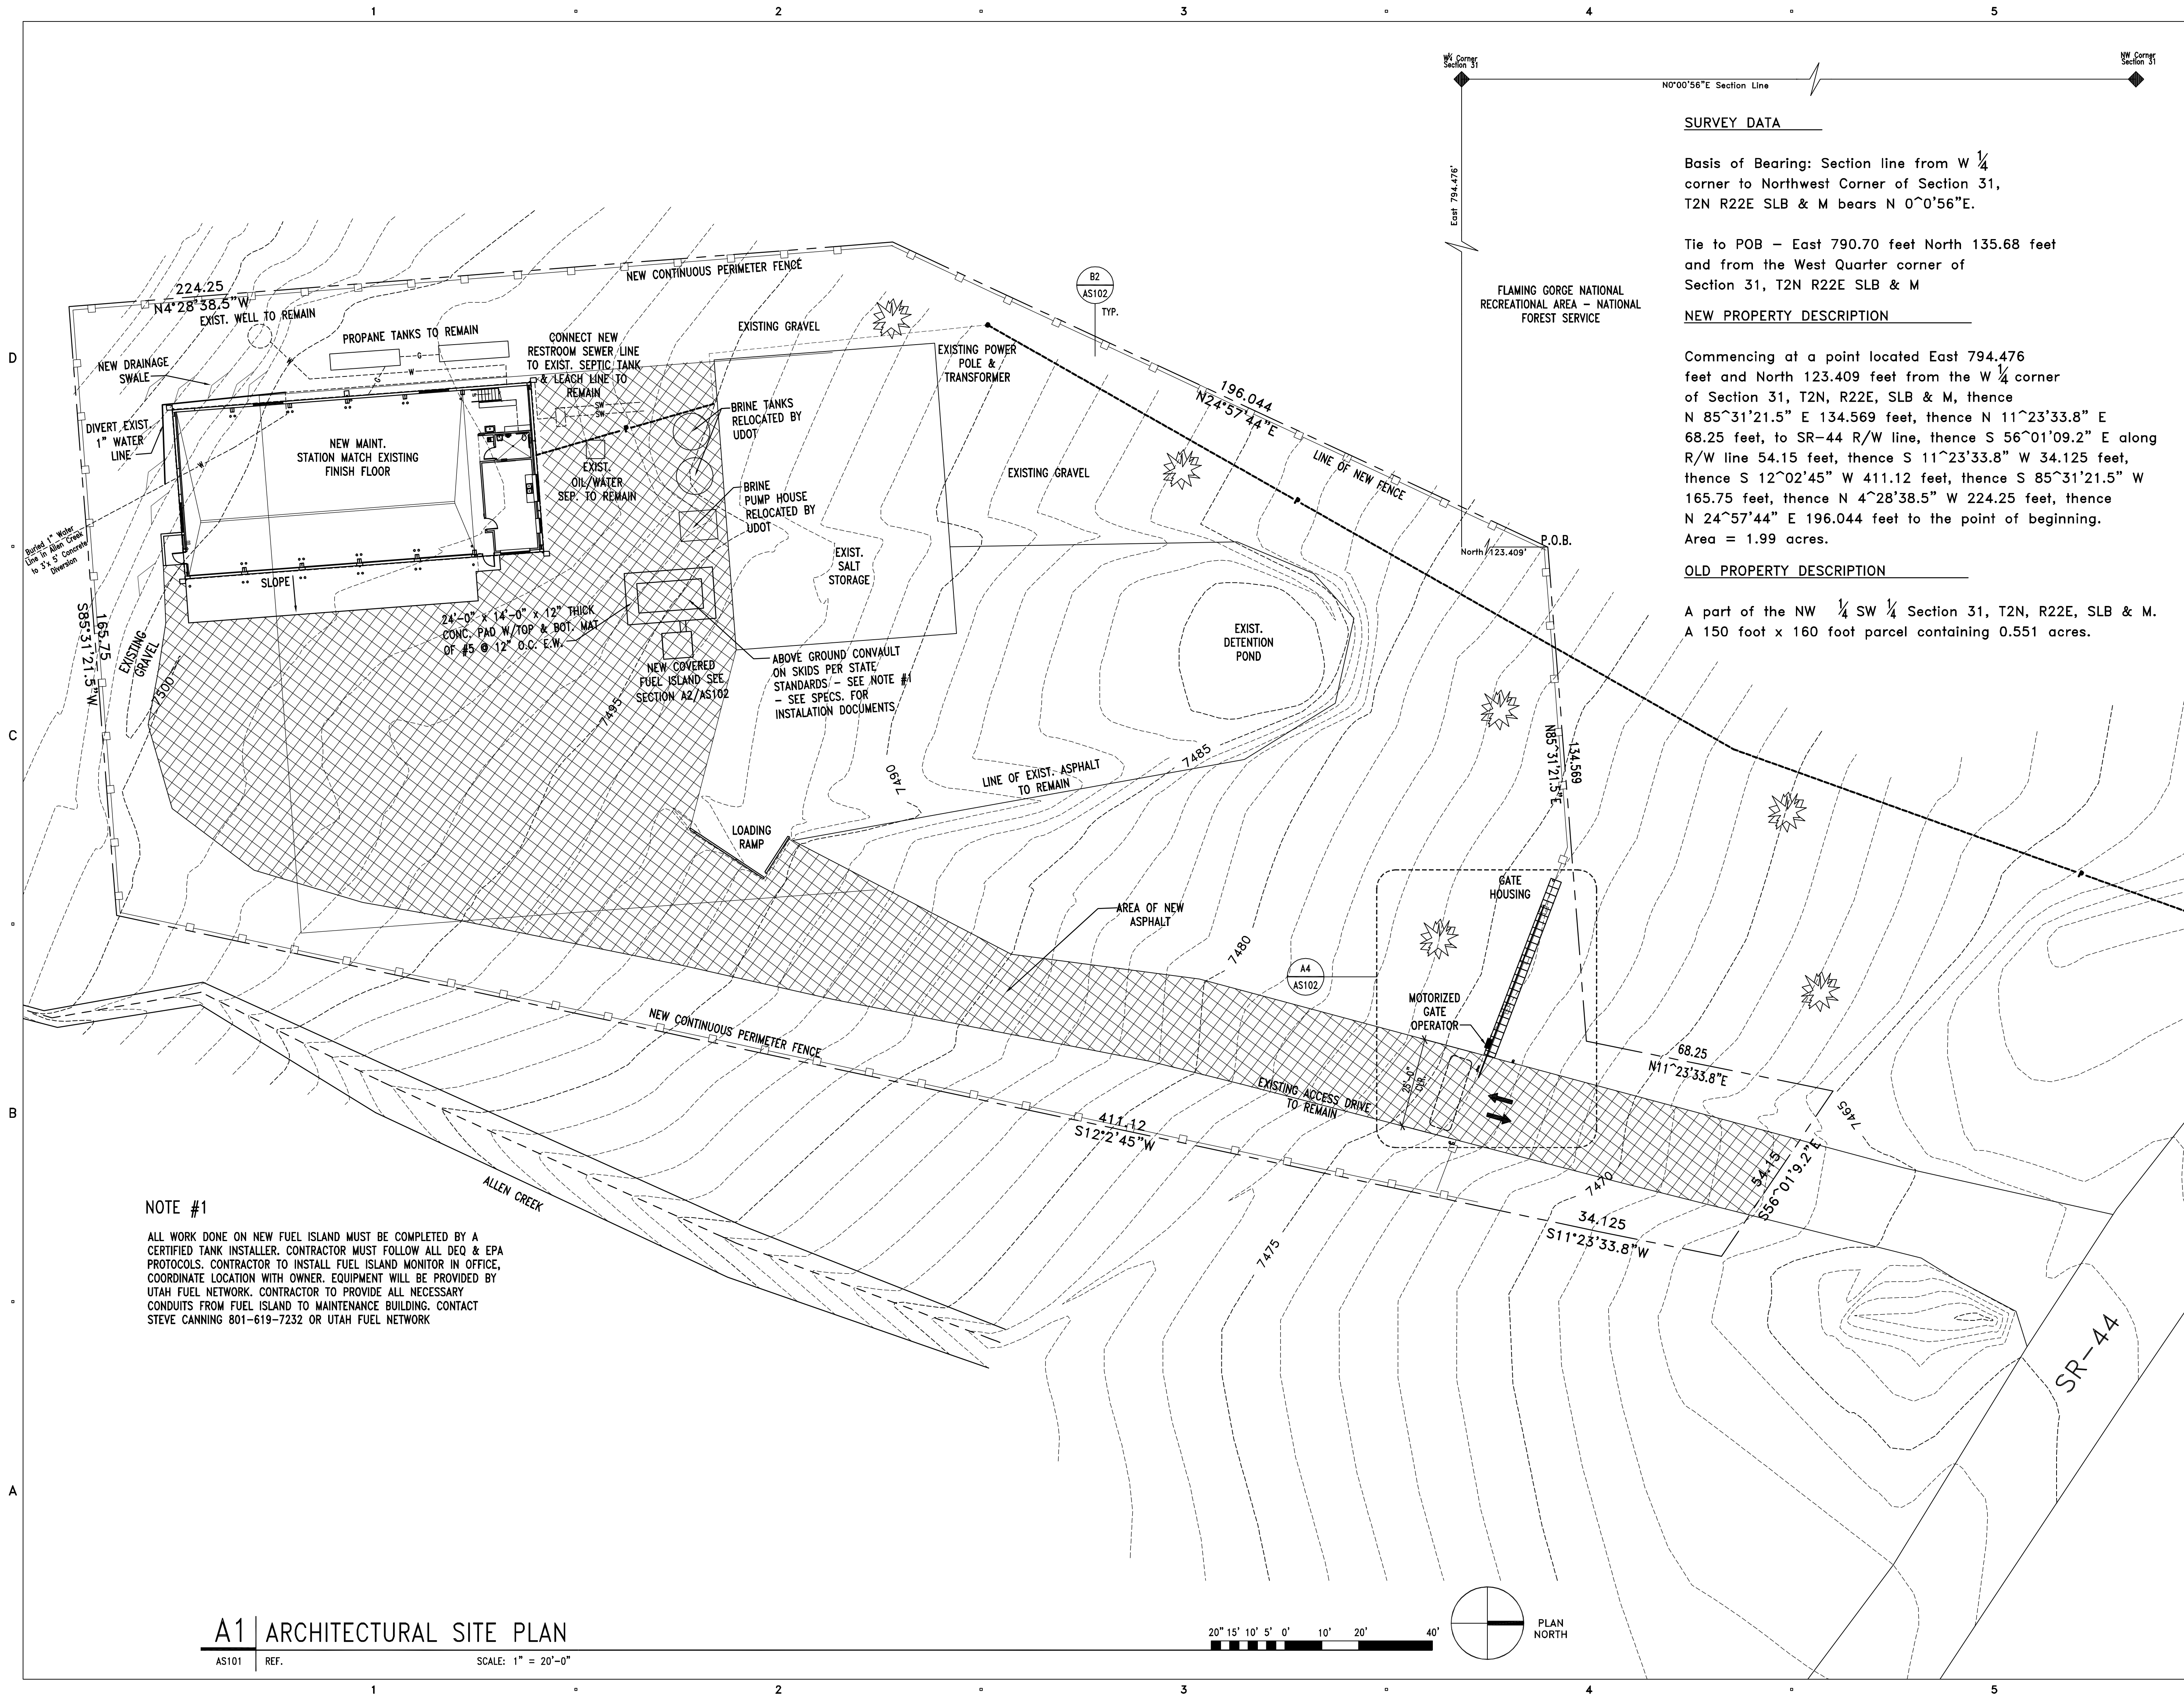 1 2 3 4 5
W¼ Corner
Section 31
NW Corner
Section 31
N0°00'56"E Section Line
East 794.476'
SURVEY DATA
Basis of Bearing: Section line from W ¼
corner to Northwest Corner of Section 31,
T2N R22E SLB & M bears N 0^0'56"E.
Tie to POB – East 790.70 feet North 135.68 feet
and from the West Quarter corner of
Section 31, T2N R22E SLB & M
NEW PROPERTY DESCRIPTION
Commencing at a point located East 794.476
feet and North 123.409 feet from the W ¼ corner
of Section 31, T2N, R22E, SLB & M, thence
N 85^31'21.5" E 134.569 feet, thence N 11^23'33.8" E
68.25 feet, to SR-44 R/W line, thence S 56^01'09.2" E along
R/W line 54.15 feet, thence S 11^23'33.8" W 34.125 feet,
thence S 12^02'45" W 411.12 feet, thence S 85^31'21.5" W
165.75 feet, thence N 4^28'38.5" W 224.25 feet, thence
N 24^57'44" E 196.044 feet to the point of beginning.
Area = 1.99 acres.
OLD PROPERTY DESCRIPTION
A part of the NW ¼ SW ¼ Section 31, T2N, R22E, SLB & M.
A 150 foot x 160 foot parcel containing 0.551 acres.
FLAMING GORGE NATIONAL
RECREATIONAL AREA – NATIONAL
FOREST SERVICE
North 123.409'
P.O.B.
B2
AS102
TYP.
D
C
B
A
NEW CONTINUOUS PERIMETER FENCE
224.25
N4°28'38.5"W
EXIST. WELL TO REMAIN
PROPANE TANKS TO REMAIN
G
W
G
W
W
NEW DRAINAGE
SWALE
DIVERT EXIST.
1" WATER
LINE
Buried 1" Water
Line in Allen Creek
to 3'x 5' Concrete
Diversion
NEW MAINT.
STATION MATCH EXISTING
FINISH FLOOR
SLOPE
CONNECT NEW
RESTROOM SEWER LINE
TO EXIST. SEPTIC TANK
& LEACH LINE TO
REMAIN
SW
SW
EXIST.
OIL/WATER
SEP. TO REMAIN
EXISTING GRAVEL
BRINE TANKS
RELOCATED BY
UDOT
BRINE
PUMP HOUSE
RELOCATED BY
UDOT
EXISTING POWER
POLE &
TRANSFORMER
EXISTING GRAVEL
EXIST.
SALT
STORAGE
196.044
N24°57'44"E
LINE OF NEW FENCE
EXIST.
DETENTION
POND
24'-0" x 14'-0" x 12" THICK
CONC. PAD W/TOP & BOT. MAT
OF #5 @ 12" O.C. E.W.
NEW COVERED
FUEL ISLAND SEE
SECTION A2/AS102
ABOVE GROUND CONVAULT
ON SKIDS PER STATE
STANDARDS – SEE NOTE #1
– SEE SPECS. FOR
INSTALATION DOCUMENTS
165.75
S85°31'21.5"W
EXISTING
GRAVEL
7500
7495
7490
7485
7480
7475
7470
7465
LINE OF EXIST. ASPHALT
TO REMAIN
LOADING
RAMP
AREA OF NEW
ASPHALT
134.569
N85^31'21.5"E
GATE
HOUSING
A4
AS102
MOTORIZED
GATE
OPERATOR
25'-0"
CLR.
EXISTING ACCESS DRIVE
TO REMAIN
68.25
N11^23'33.8"E
54.15
S56^01'9.2"E
34.125
S11°23'33.8"W
NEW CONTINUOUS PERIMETER FENCE
411.12
S12°2'45"W
ALLEN CREEK
SR-44
NOTE #1
ALL WORK DONE ON NEW FUEL ISLAND MUST BE COMPLETED BY A
CERTIFIED TANK INSTALLER. CONTRACTOR MUST FOLLOW ALL DEQ & EPA
PROTOCOLS. CONTRACTOR TO INSTALL FUEL ISLAND MONITOR IN OFFICE,
COORDINATE LOCATION WITH OWNER. EQUIPMENT WILL BE PROVIDED BY
UTAH FUEL NETWORK. CONTRACTOR TO PROVIDE ALL NECESSARY
CONDUITS FROM FUEL ISLAND TO MAINTENANCE BUILDING. CONTACT
STEVE CANNING 801-619-7232 OR UTAH FUEL NETWORK
A1 ARCHITECTURAL SITE PLAN
AS101 REF. SCALE: 1" = 20'-0"
20" 15' 10' 5' 0' 10' 20' 40'
PLAN
NORTH
1 2 3 4 5